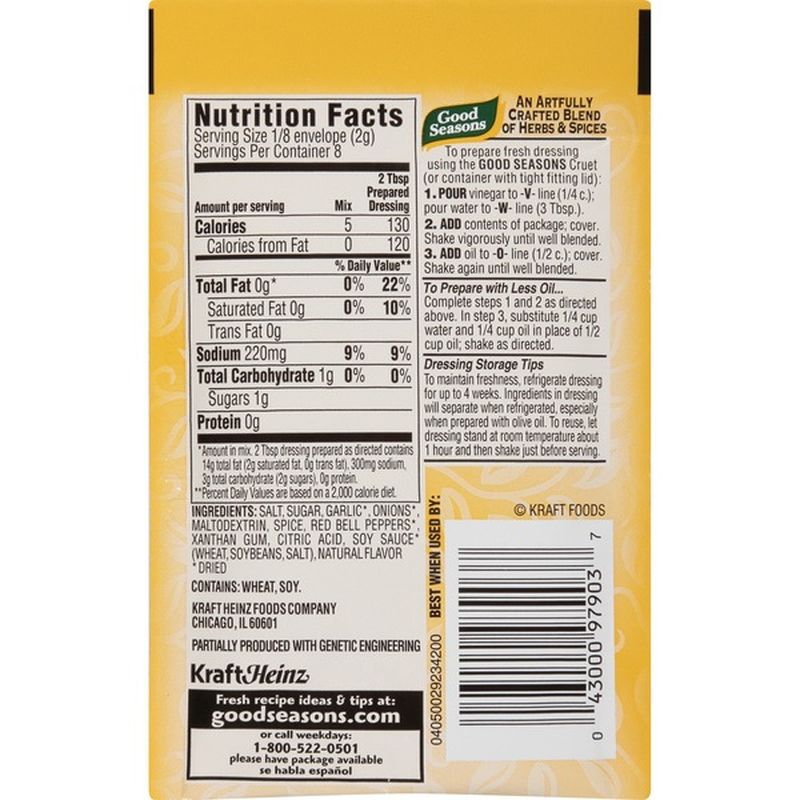 Nutrition Facts
Serving Size 1/8 envelope (2g)
Servings Per Container 8
2 Tbsp
Prepared
Amount per serving Mix Dressing
Calories 5 130
Calories from Fat 0 120
% Daily Value**
Total Fat 0g* 0% 22%
Saturated Fat 0g 0% 10%
Trans Fat 0g
Sodium 220mg 9% 9%
Total Carbohydrate 1g 0% 0%
Sugars 1g
Protein 0g
*Amount in mix. 2 Tbsp dressing prepared as directed contains
14g total fat (2g saturated fat, 0g trans fat), 300mg sodium,
3g total carbohydrate (2g sugars), 0g protein.
**Percent Daily Values are based on a 2,000 calorie diet.
INGREDIENTS: SALT, SUGAR, GARLIC*, ONIONS*,
MALTODEXTRIN, SPICE, RED BELL PEPPERS*,
XANTHAN GUM, CITRIC ACID, SOY SAUCE*
(WHEAT, SOYBEANS, SALT), NATURAL FLAVOR
*DRIED
CONTAINS: WHEAT, SOY.
KRAFT HEINZ FOODS COMPANY
CHICAGO, IL 60601
PARTIALLY PRODUCED WITH GENETIC ENGINEERING
KraftHeinz
Fresh recipe ideas & tips at:
goodseasons.com
or call weekdays:
1-800-522-0501
please have package available
se habla español
Good
Seasons
AN ARTFULLY
CRAFTED BLEND
OF HERBS & SPICES
To prepare fresh dressing
using the GOOD SEASONS Cruet
(or container with tight fitting lid):
1. POUR vinegar to -V- line (1/4 c.);
pour water to -W- line (3 Tbsp.).
2. ADD contents of package; cover.
Shake vigorously until well blended.
3. ADD oil to -O- line (1/2 c.); cover.
Shake again until well blended.
To Prepare with Less Oil...
Complete steps 1 and 2 as directed
above. In step 3, substitute 1/4 cup
water and 1/4 cup oil in place of 1/2
cup oil; shake as directed.
Dressing Storage Tips
To maintain freshness, refrigerate dressing
for up to 4 weeks. Ingredients in dressing
will separate when refrigerated, especially
when prepared with olive oil. To reuse, let
dressing stand at room temperature about
1 hour and then shake just before serving.
© KRAFT FOODS
BEST WHEN USED BY:
04050029234200
0 43000 97903 7